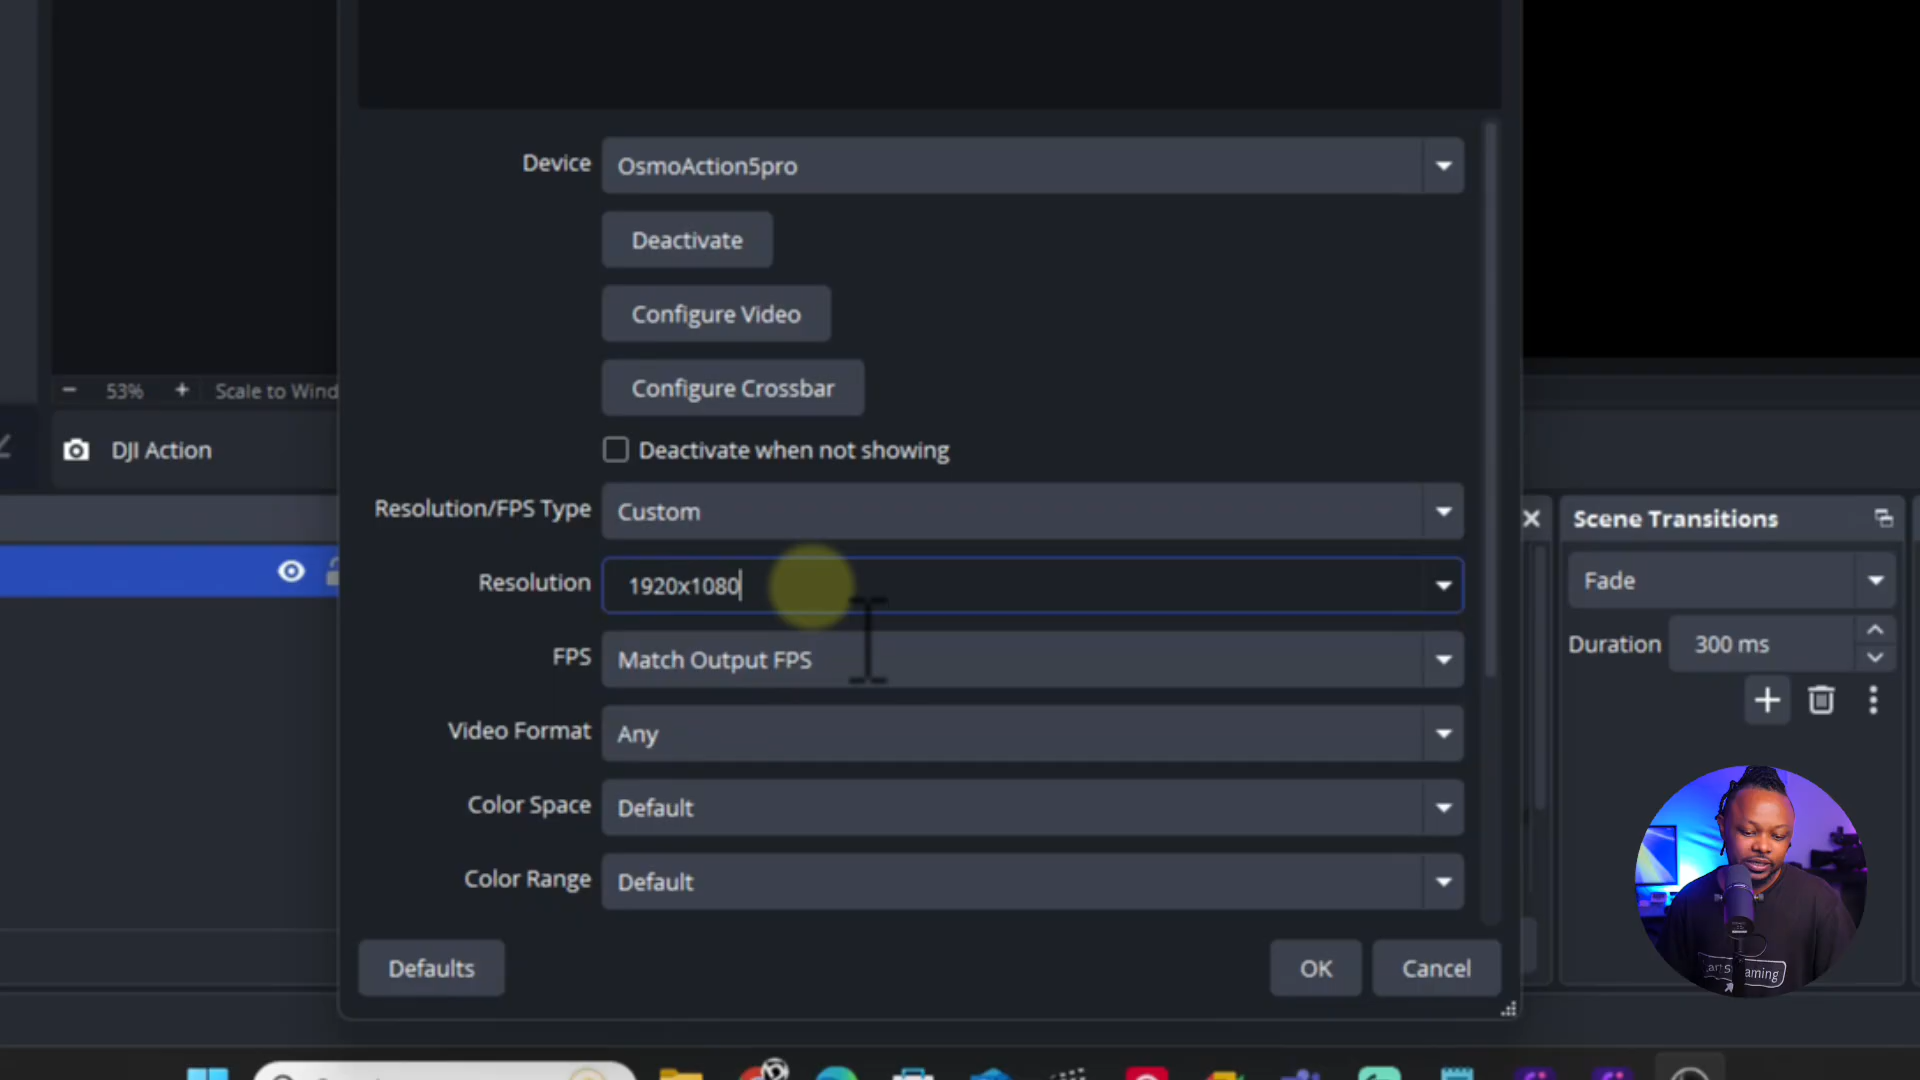 Device
OsmoAction5pro
Deactivate
Configure Video
Configure Crossbar
Deactivate when not showing
Resolution/FPS Type
Custom
Resolution
1920x1080
FPS
Match Output FPS
Video Format
Any
Color Space
Default
Color Range
Default
Defaults
OK
Cancel
53%
Scale to Wind
DJI Action
Scene Transitions
Fade
Duration
300 ms